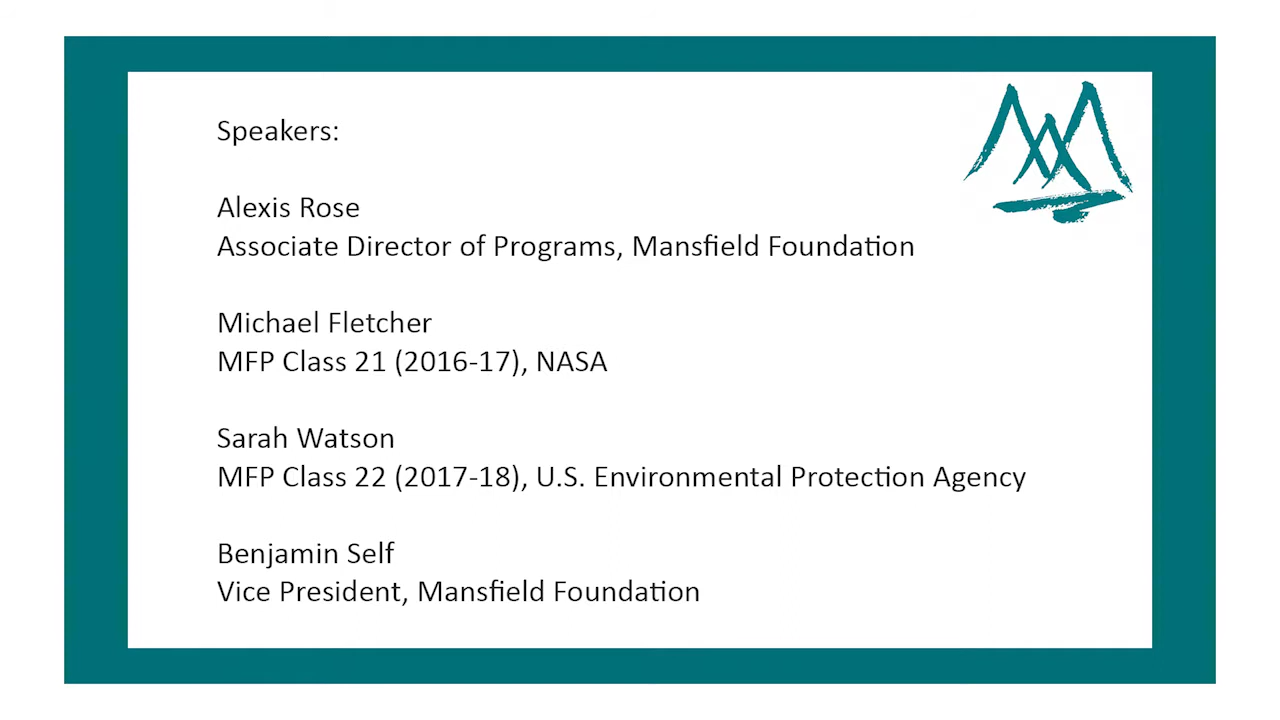 Speakers:
Alexis Rose
Associate Director of Programs, Mansfield Foundation
Michael Fletcher
MFP Class 21 (2016-17), NASA
Sarah Watson
MFP Class 22 (2017-18), U.S. Environmental Protection Agency
Benjamin Self
Vice President, Mansfield Foundation